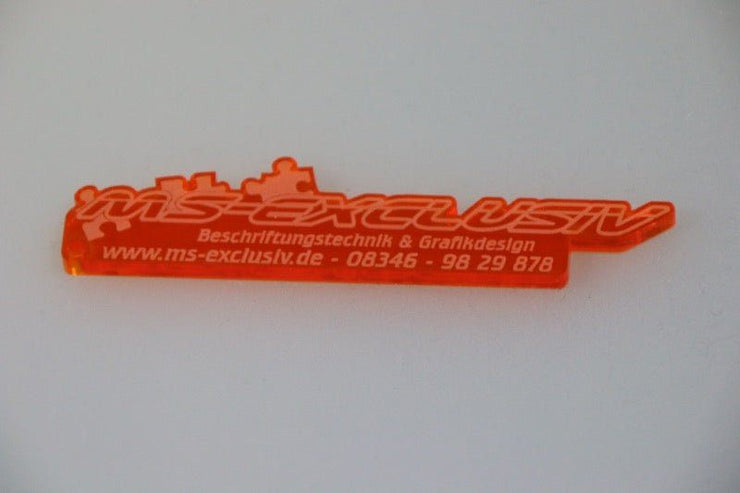 MS-EXCLUSIV
Beschriftungstechnik & Grafikdesign
www.ms-exclusiv.de - 08346 - 98 29 878